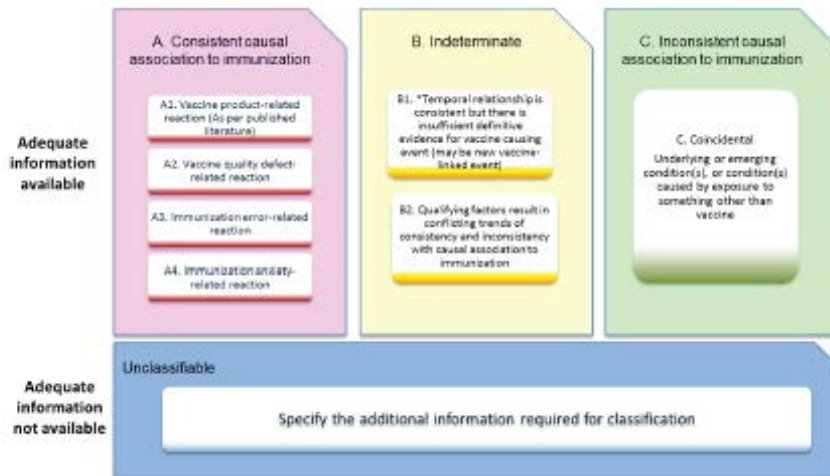 A. Consistent causal
association to immunization
A1. Vaccine product-related
reaction (As per published
literature)
A2. Vaccine quality defect-
related reaction
A3. Immunization error-related
reaction
A4. Immunization anxiety-
related reaction
B. Indeterminate
B1. *Temporal relationship is
consistent but there is
insufficient definitive
evidence for vaccine causing
event (may be new vaccine-
linked event)
B2. Qualifying factors result in
conflicting trends of
consistency and inconsistency
with causal association to
immunization
C. Inconsistent causal
association to immunization
C. Coincidental
Underlying or emerging
condition(s), or condition(s)
caused by exposure to
something other than
vaccine
Adequate
information
available
Unclassifiable
Specify the additional information required for classification
Adequate
information
not available